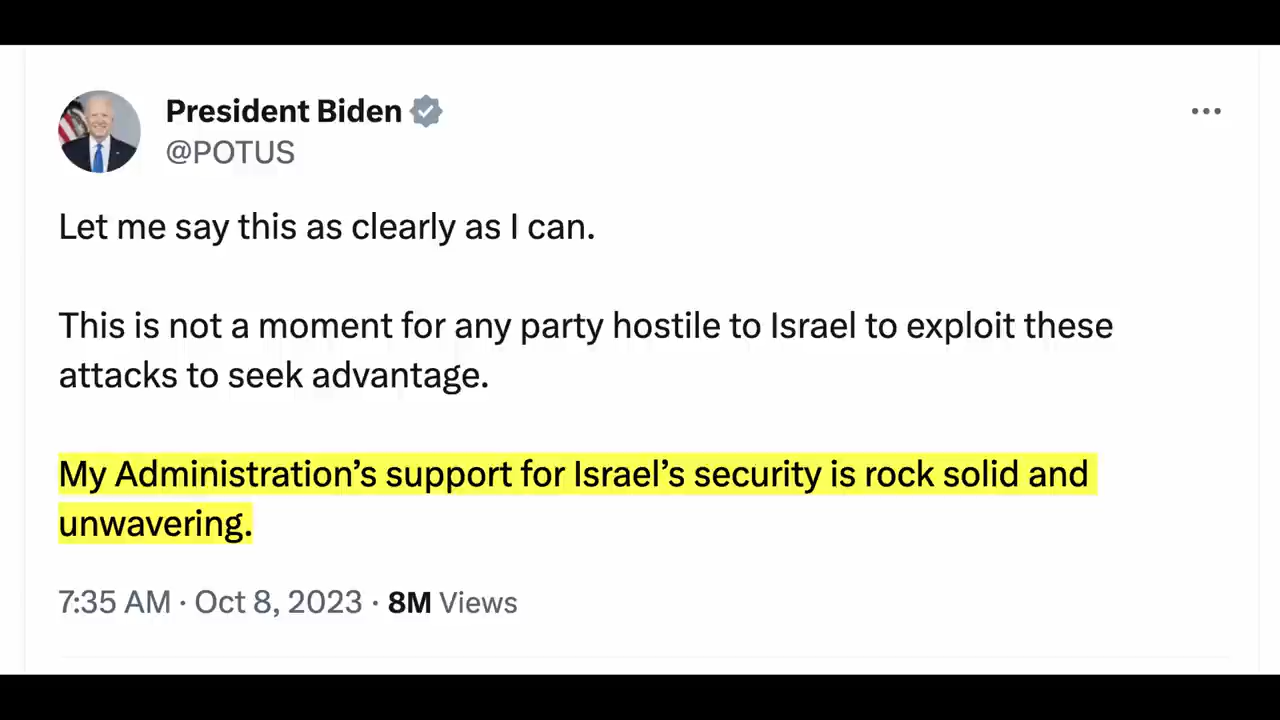 President Biden
@POTUS
Let me say this as clearly as I can.
This is not a moment for any party hostile to Israel to exploit these
attacks to seek advantage.
My Administration’s support for Israel’s security is rock solid and
unwavering.
7:35 AM · Oct 8, 2023 · 8M Views